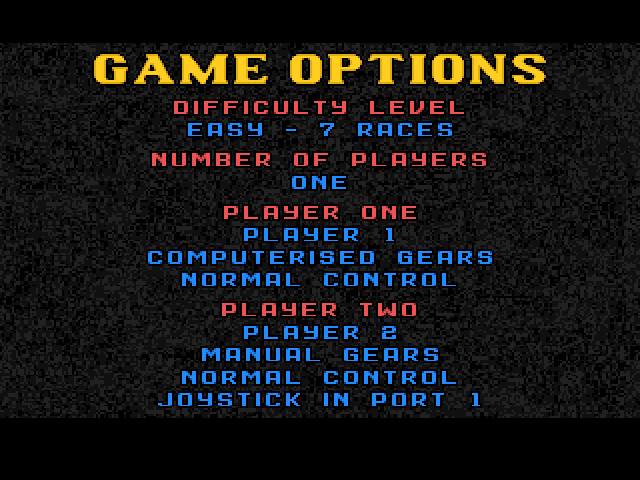 GAME OPTIONS
DIFFICULTY LEVEL
EASY - 7 RACES
NUMBER OF PLAYERS
ONE
PLAYER ONE
PLAYER 1
COMPUTERISED GEARS
NORMAL CONTROL
PLAYER TWO
PLAYER 2
MANUAL GEARS
NORMAL CONTROL
JOYSTICK IN PORT 1